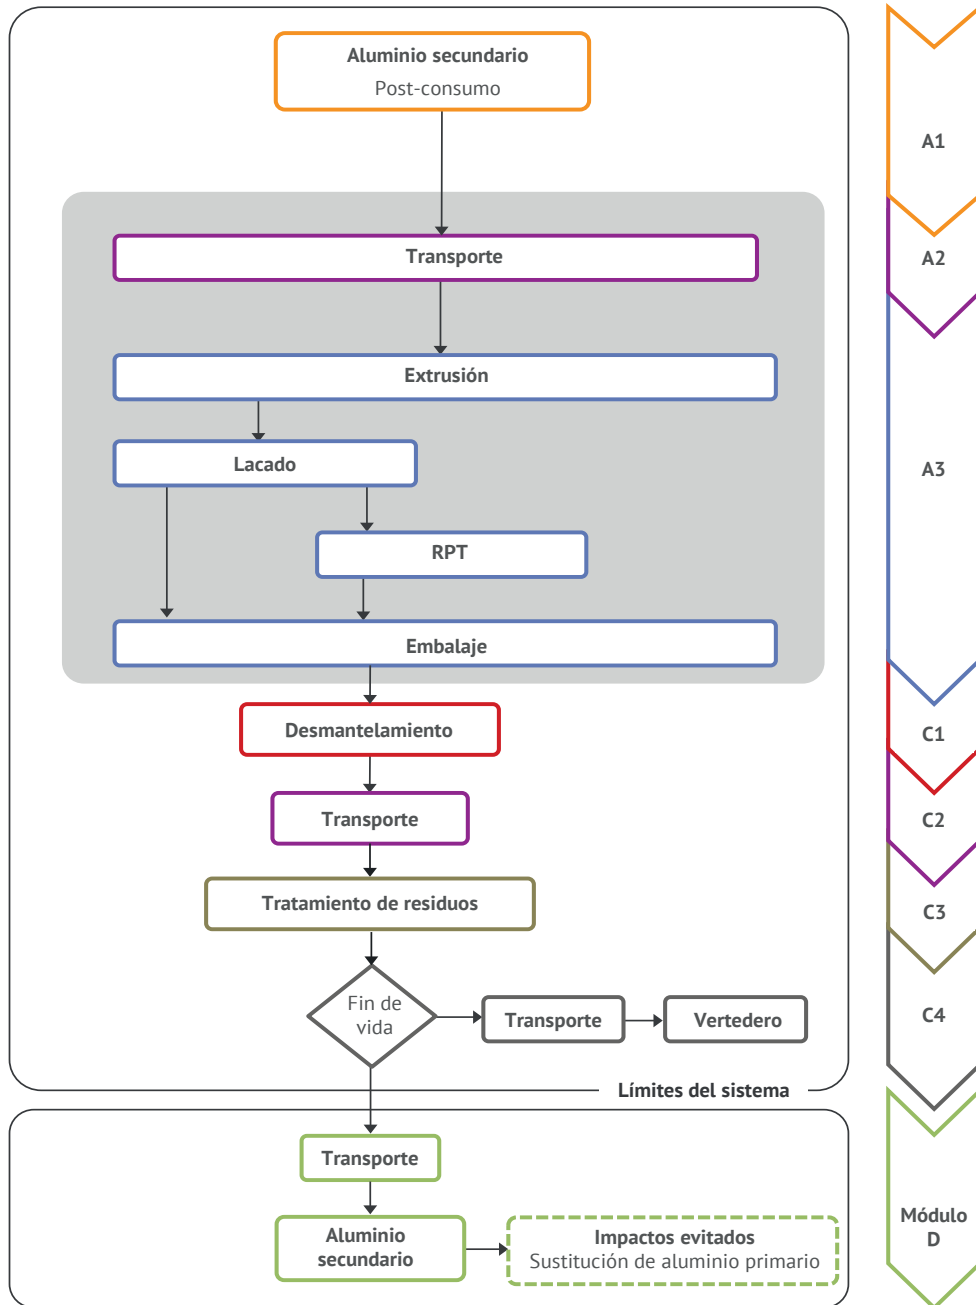 Aluminio secundario
Post-consumo
A1
Transporte
A2
Extrusión
Lacado
A3
RPT
Embalaje
Desmantelamiento
C1
Transporte
C2
Tratamiento de residuos
C3
Fin de
vida
Transporte
Vertedero
C4
Límites del sistema
Transporte
Aluminio
secundario
Impactos evitados
Sustitución de aluminio primario
Módulo
D